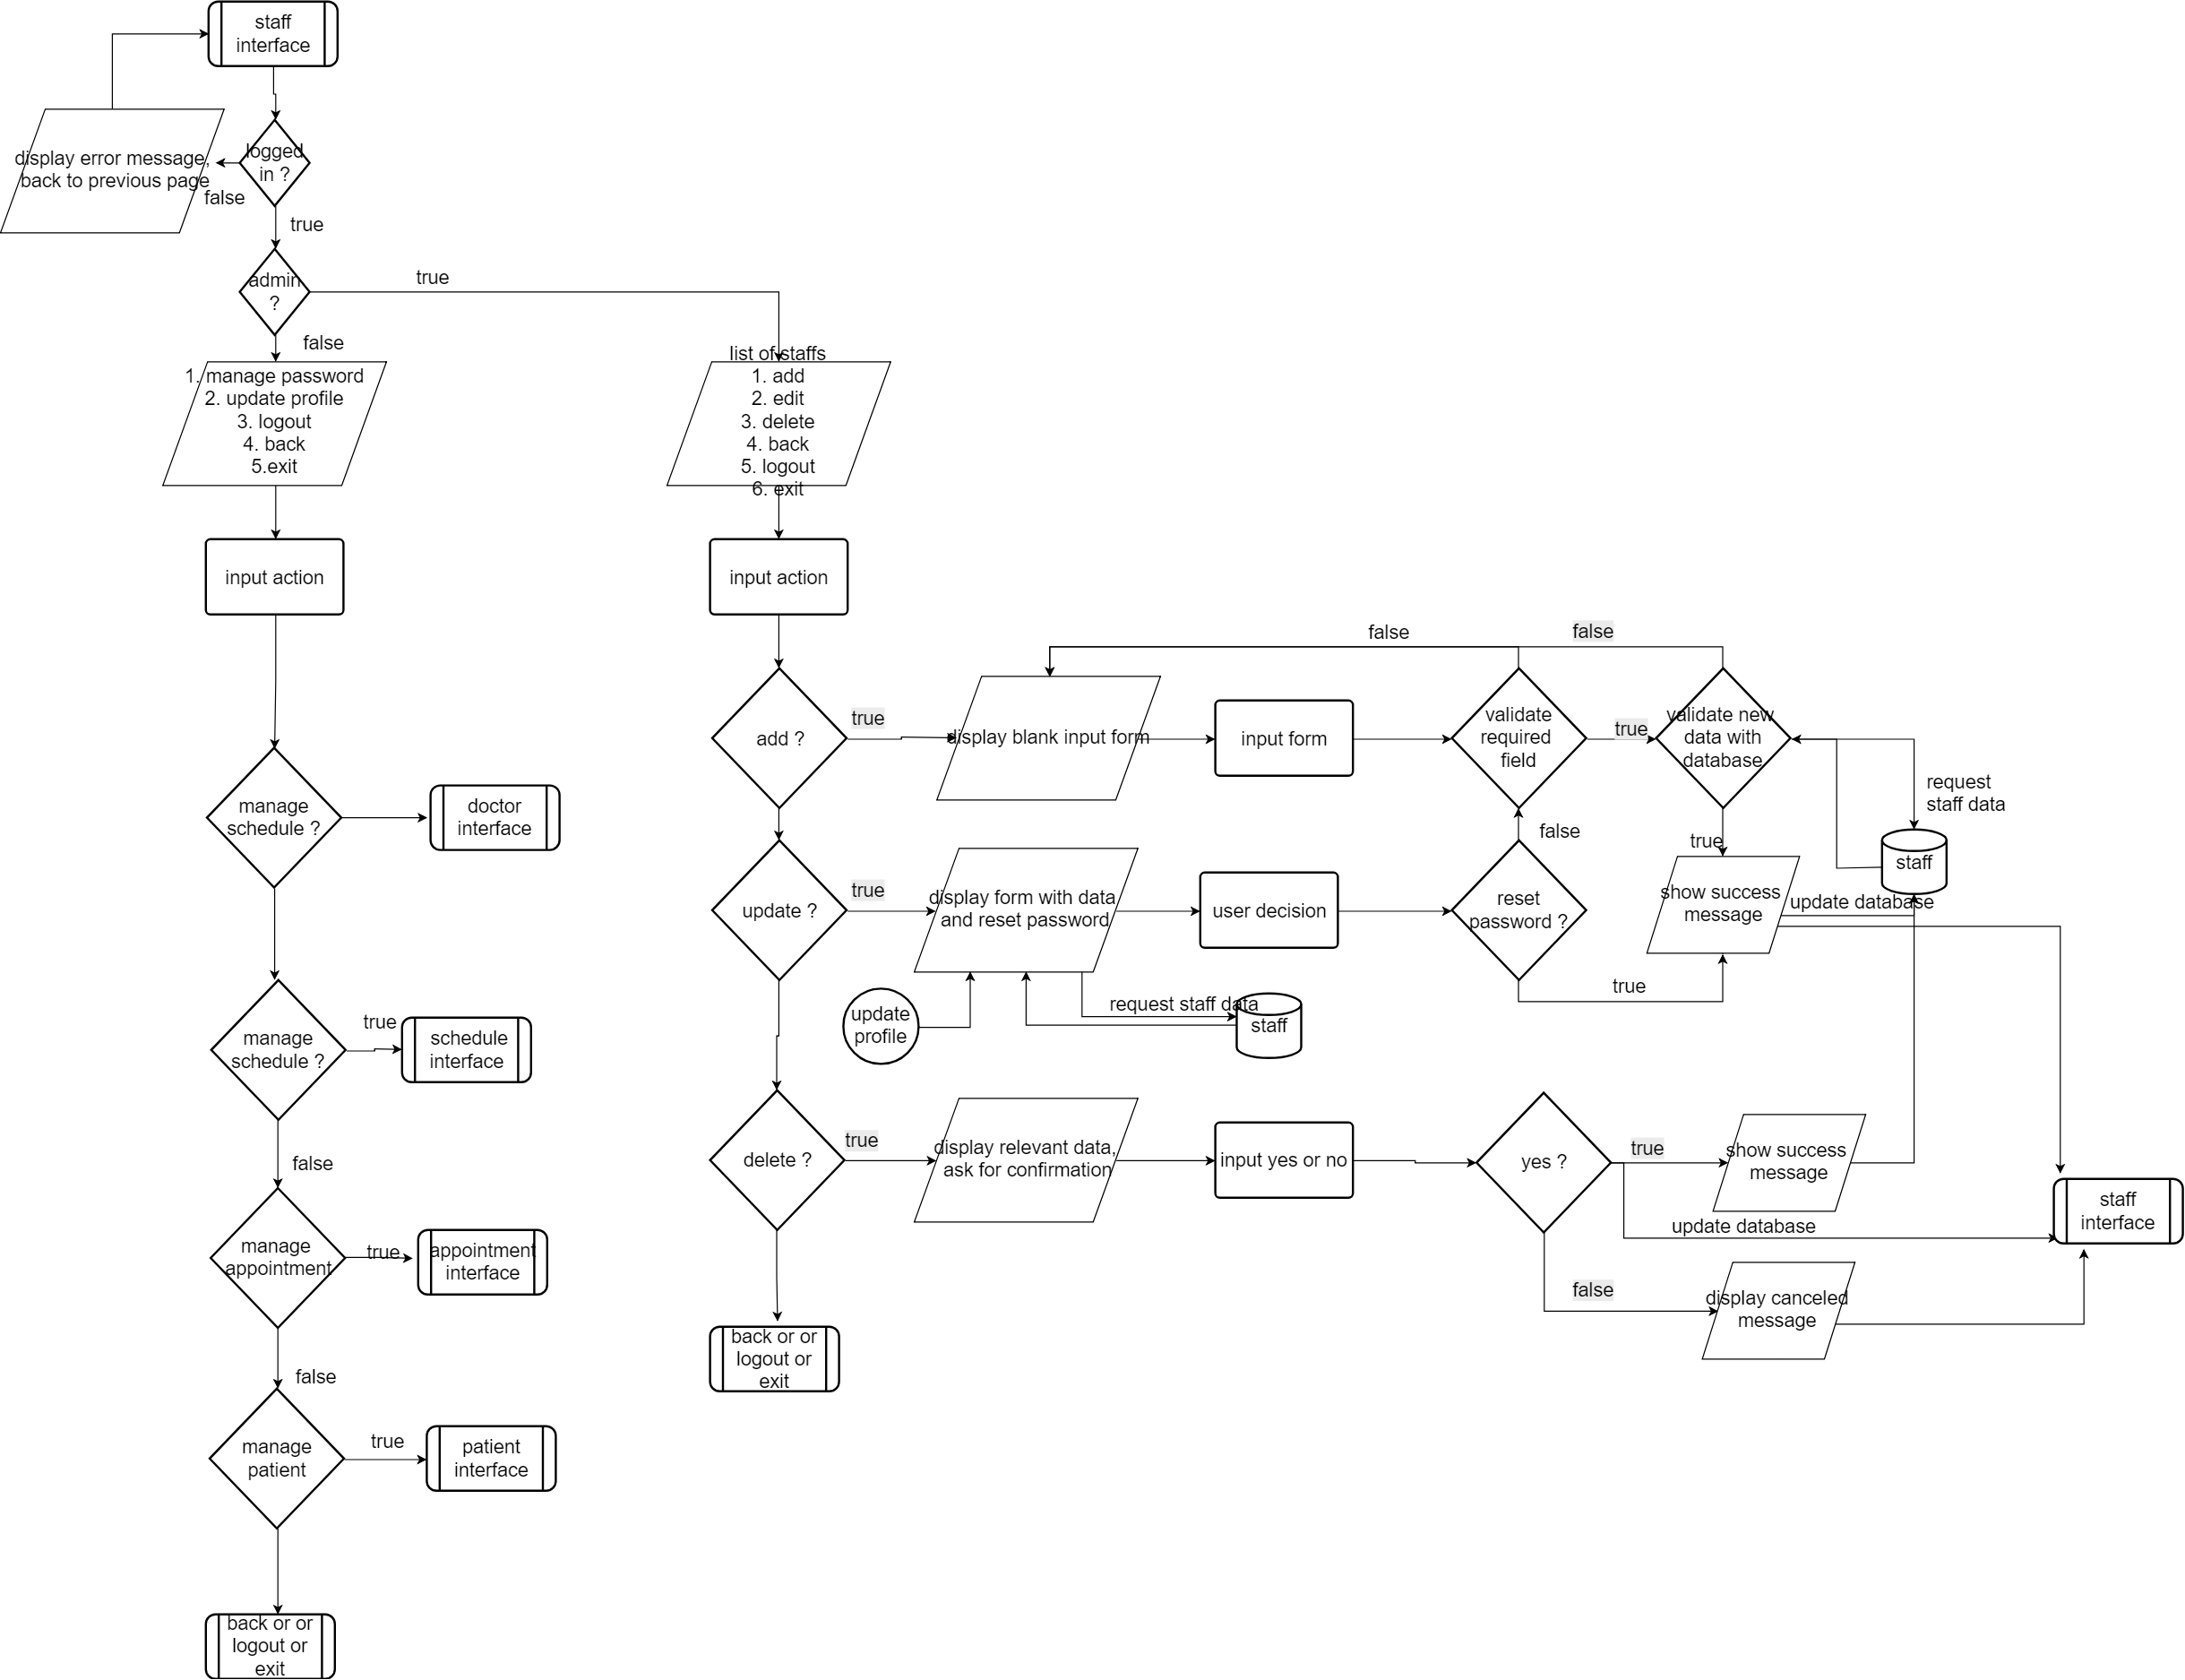 staff
interface
display error message,
back to previous page
logged
in ?
false
true
admin
?
true
false
1. manage password
2. update profile
3. logout
4. back
5.exit
list of staffs
1. add
2. edit
3. delete
4. back
5. logout
6. exit
input action
input action
manage
schedule ?
doctor
interface
manage
schedule ?
true
schedule
interface
false
manage
appointment
true
appointment
interface
false
manage
patient
true
patient
interface
back or or
logout or
exit
add ?
true
display blank input form
input form
false
false
validate
required
field
true
validate new
data with
database
request
staff data
staff
true
show success
message
update database
update ?
true
display form with data
and reset password
user decision
reset
password ?
false
true
update
profile
request staff data
staff
delete ?
true
display relevant data,
ask for confirmation
input yes or no
yes ?
true
show success
message
update database
staff
interface
false
display canceled
message
back or or
logout or
exit